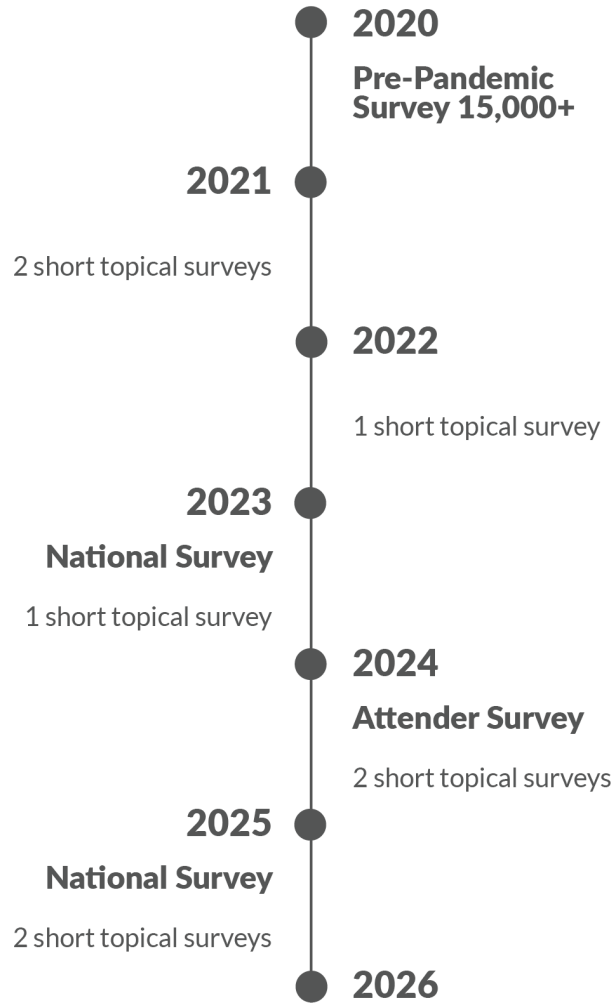 2020
Pre-Pandemic
Survey 15,000+
2021
2 short topical surveys
2022
1 short topical survey
2023
National Survey
1 short topical survey
2024
Attender Survey
2 short topical surveys
2025
National Survey
2 short topical surveys
2026